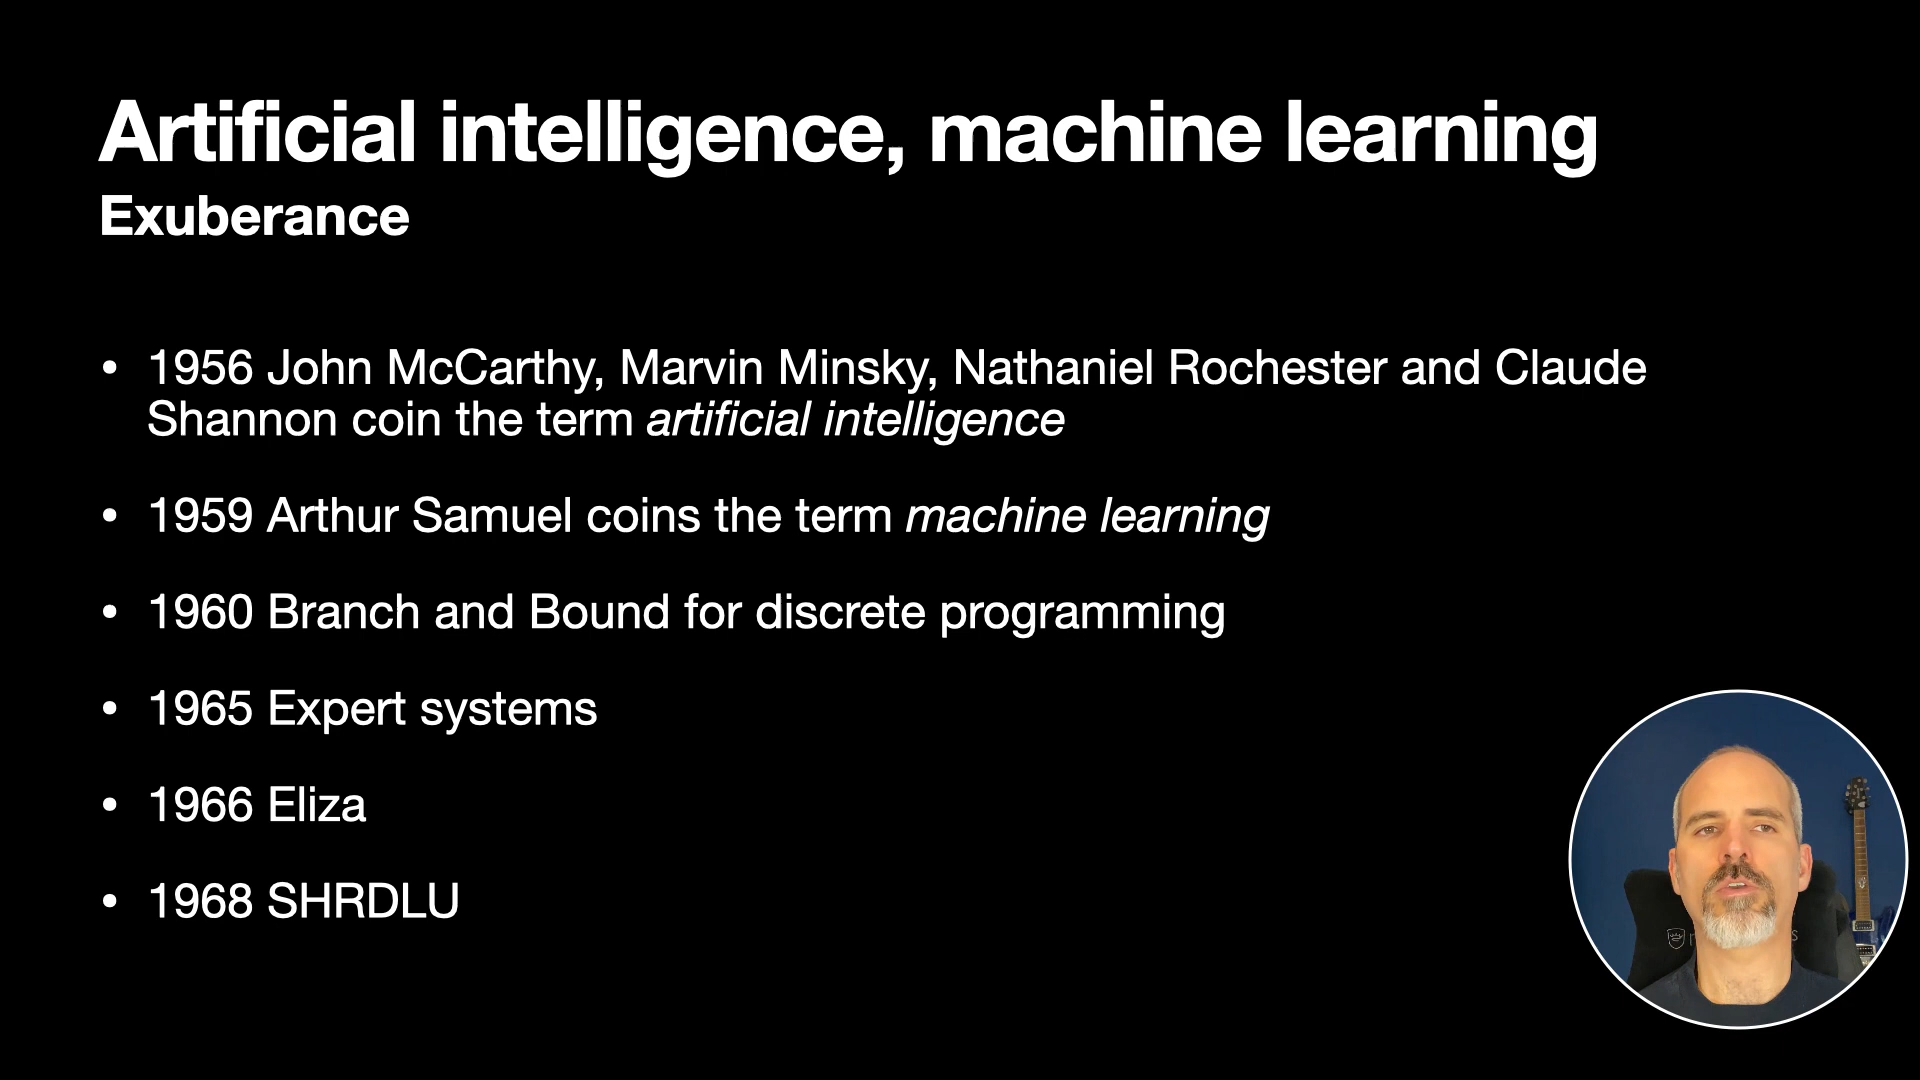 Artificial intelligence, machine learning
Exuberance
• 1956 John McCarthy, Marvin Minsky, Nathaniel Rochester and Claude
Shannon coin the term artificial intelligence
• 1959 Arthur Samuel coins the term machine learning
• 1960 Branch and Bound for discrete programming
• 1965 Expert systems
• 1966 Eliza
• 1968 SHRDLU